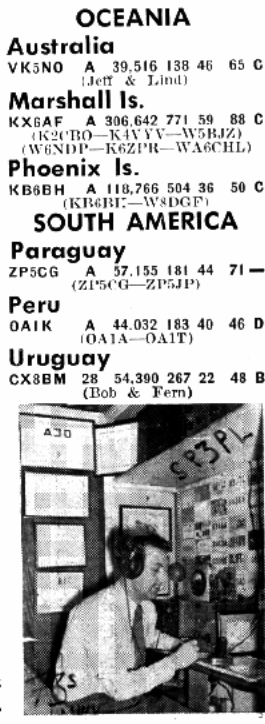 OCEANIA
Australia
VK5NO A 39,516 138 46 65 C
(Jeff & Lind)
Marshall Is.
KX6AF A 306,642 771 59 88 C
(K2CBO—K4VYV—W5BJZ)
(W6NDP—K6ZPR—WA6CHL)
Phoenix Is.
KB6BH A 118,766 504 36 50 C
(KB6BH—W8DGF)
SOUTH AMERICA
Paraguay
ZP5CG A 57,155 181 44 71 —
(ZP5CG—ZP5JP)
Peru
OA1K A 44.032 183 40 46 D
(OA1A—OA1T)
Uruguay
CX8BM 28 54,390 267 22 48 B
(Bob & Fern)
SP3PL